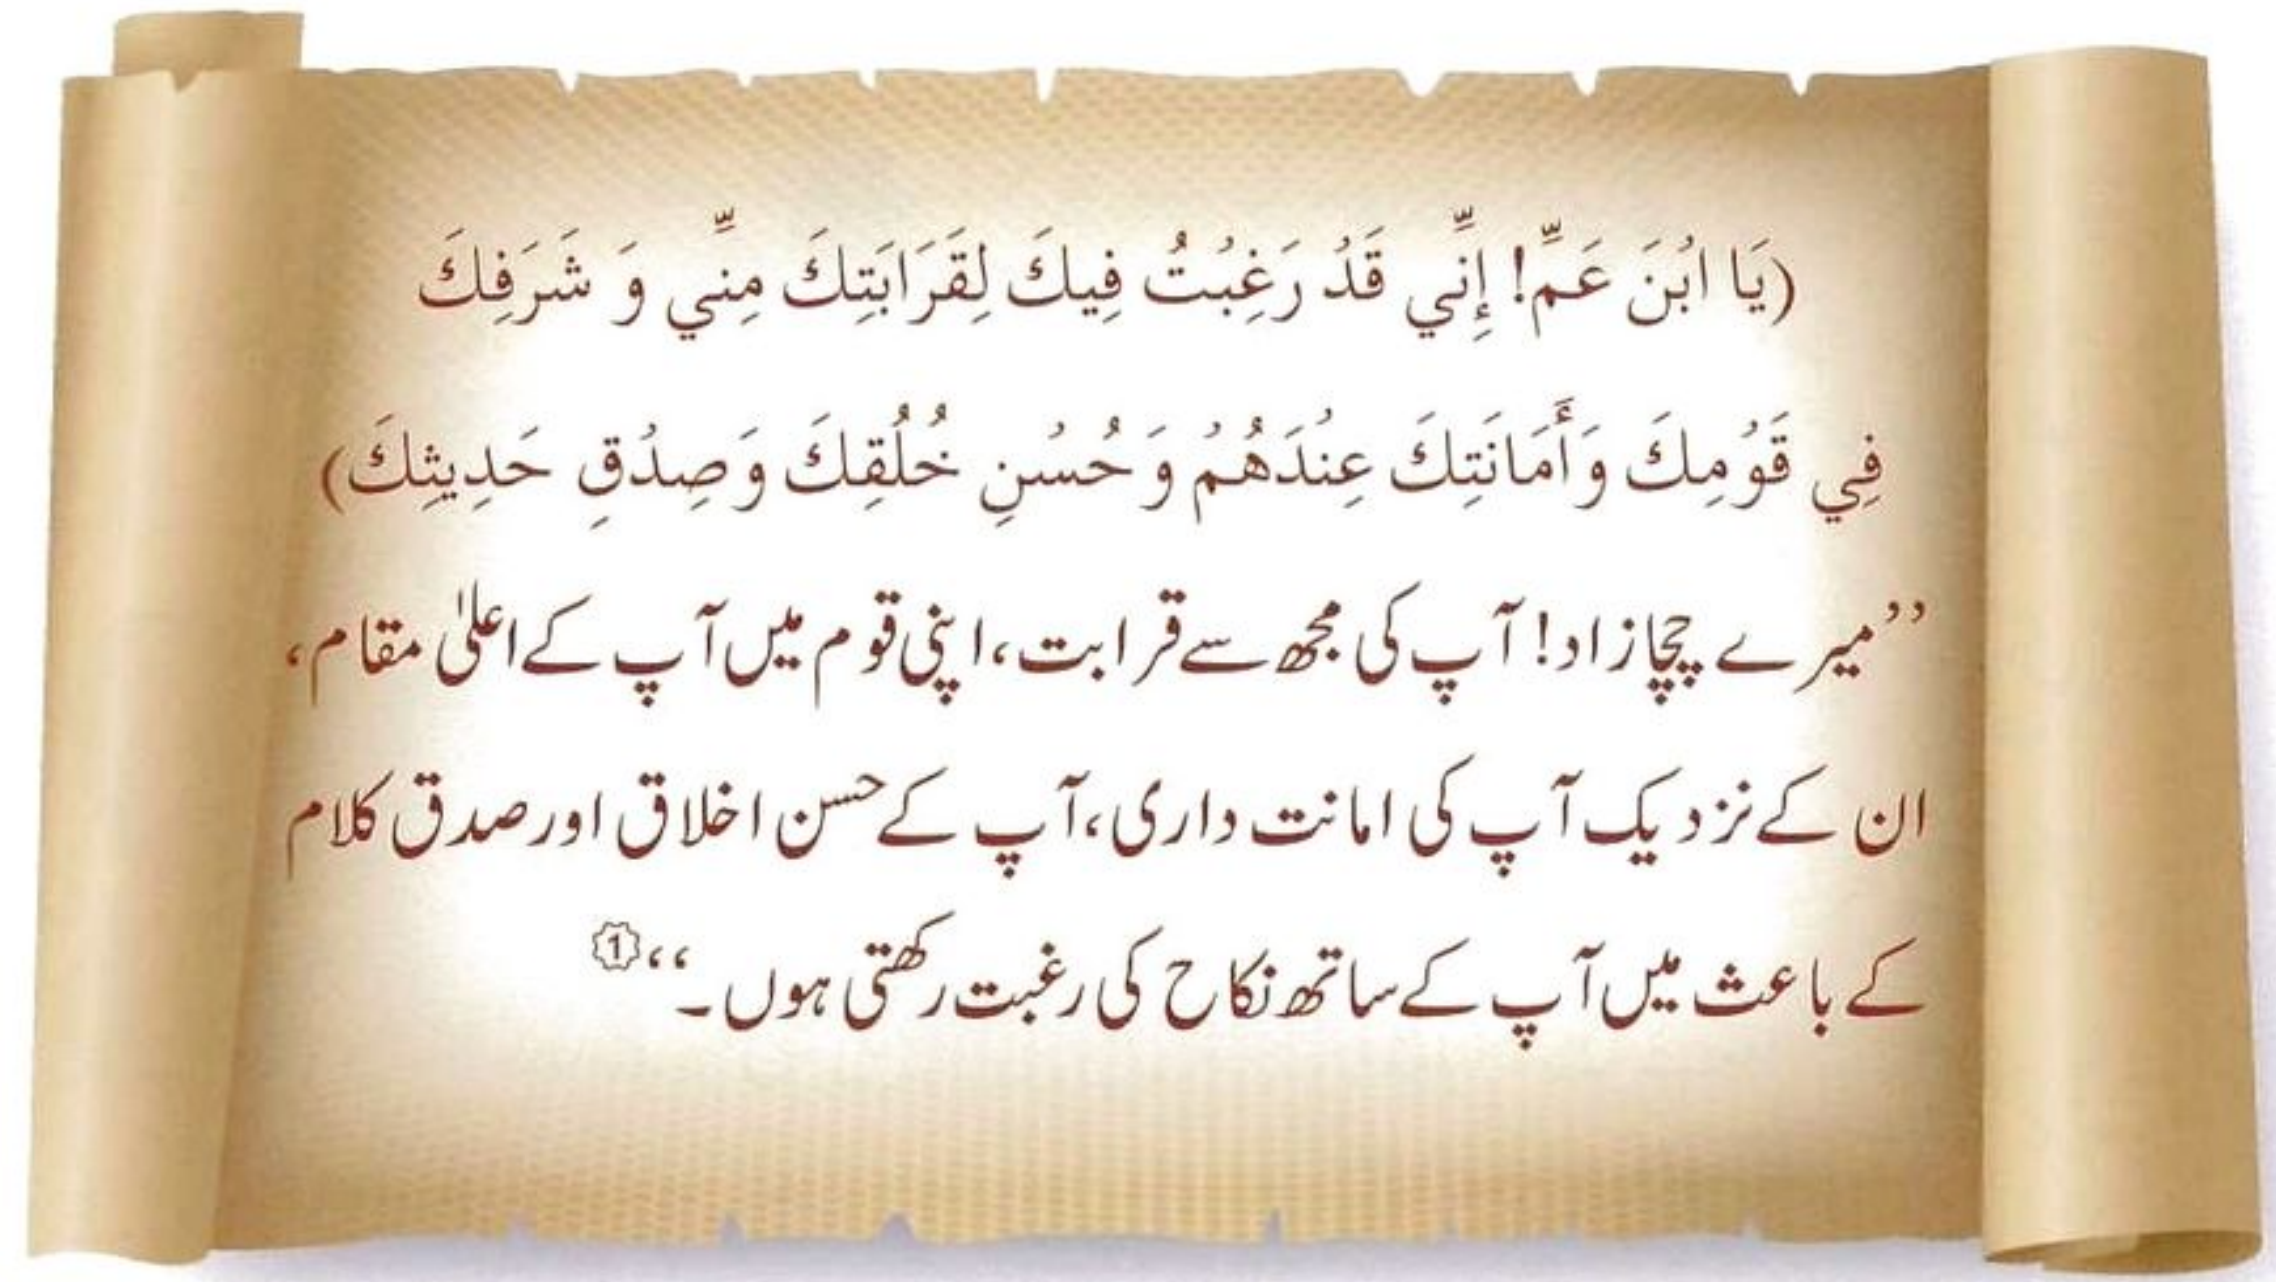 (يَا ابْنَ عَمِّ! إِنِّي قَدْ رَغِبْتُ فِيكَ لِقَرَابَتِكَ مِنِّي وَ شَرَفِكَ
فِي قَوْمِكَ وَأَمَانَتِكَ عِنْدَهُمْ وَحُسْنِ خُلُقِكَ وَصِدْقِ حَدِيثِكَ)
’’میرے چچازاد! آپ کی مجھ سے قرابت، اپنی قوم میں آپ کے اعلیٰ مقام،
ان کے نزدیک آپ کی امانت داری، آپ کے حسن اخلاق اور صدق کلام
کے باعث میں آپ کے ساتھ نکاح کی رغبت رکھتی ہوں۔‘‘ ①